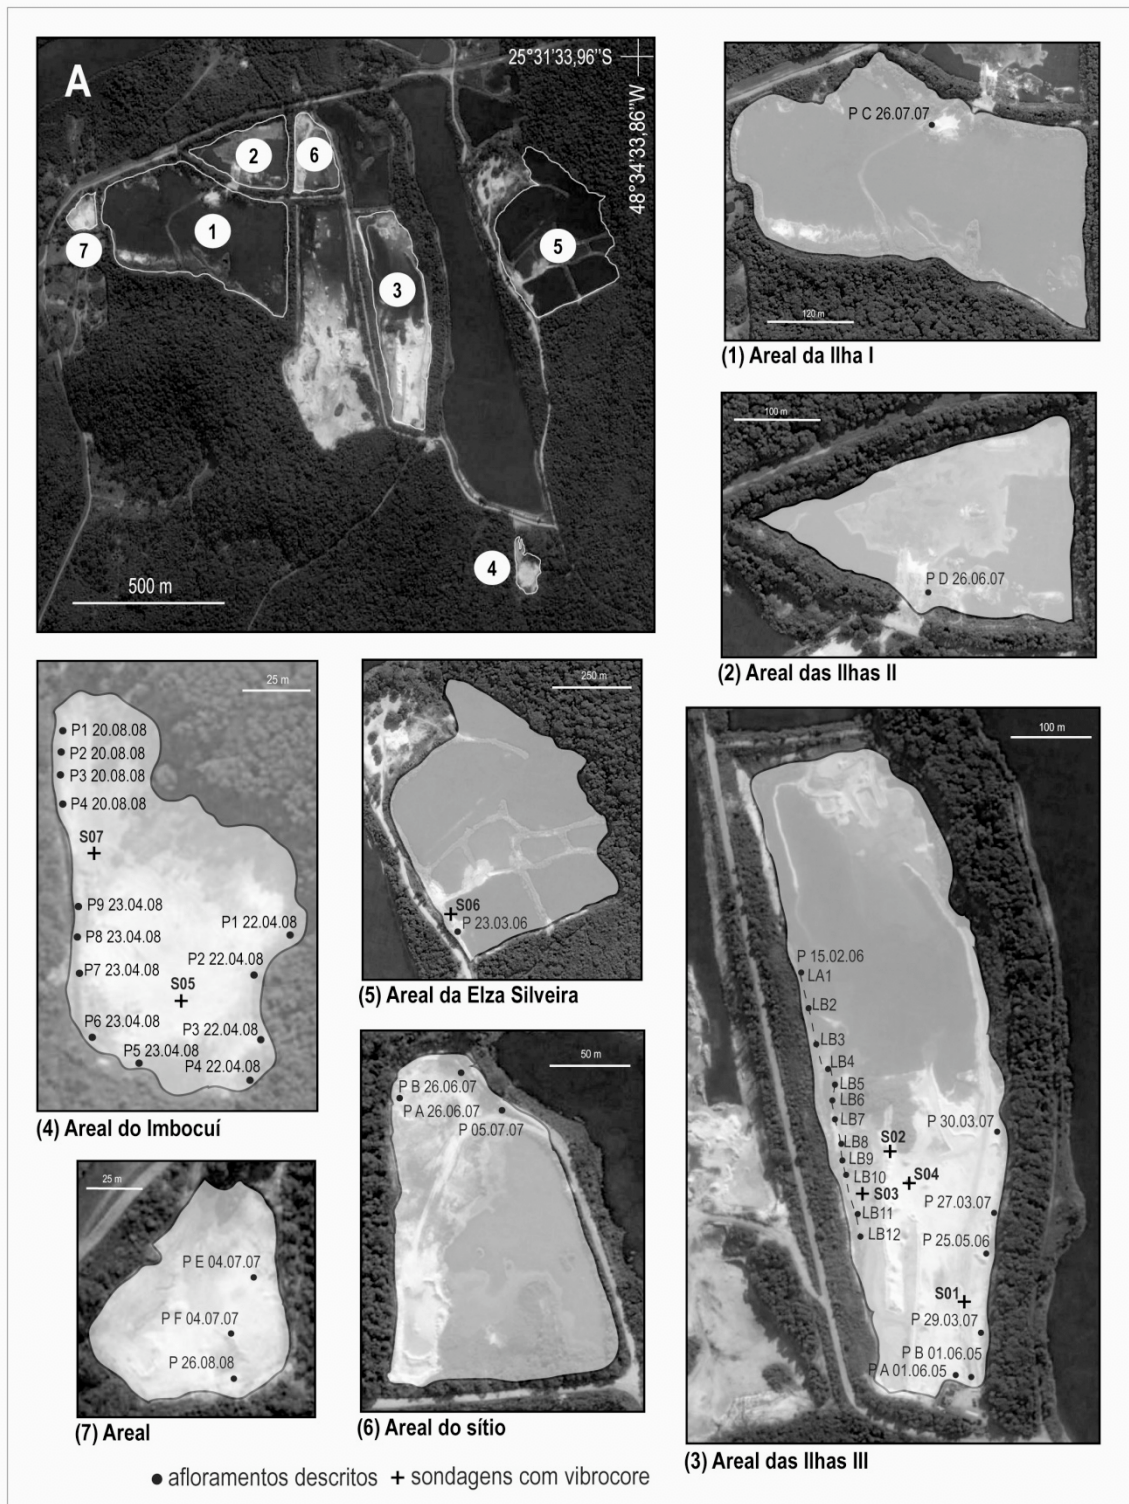 A
25°31'33,96"S
48°34'33,86"W
2
6
1
7
5
3
4
500 m
P C 26.07.07
120 m
(1) Areal da Ilha I
100 m
P D 26.06.07
(2) Areal das Ilhas II
25 m
P1 20.08.08
P2 20.08.08
P3 20.08.08
P4 20.08.08
S07
P9 23.04.08
P1 22.04.08
P8 23.04.08
P2 22.04.08
P7 23.04.08
S05
P6 23.04.08
P3 22.04.08
P5 23.04.08
P4 22.04.08
(4) Areal do Imbocuí
250 m
S06
P 23.03.06
(5) Areal da Elza Silveira
100 m
P 15.02.06
LA1
LB2
LB3
LB4
LB5
LB6
LB7
P 30.03.07
LB8
S02
LB9
LB10
S04
S03
P 27.03.07
LB11
LB12
P 25.05.06
S01
P 29.03.07
P B 01.06.05
P A 01.06.05
(3) Areal das Ilhas III
50 m
P B 26.06.07
P A 26.06.07
P 05.07.07
(6) Areal do sítio
25 m
P E 04.07.07
P F 04.07.07
P 26.08.08
(7) Areal
afloramentos descritos + sondagens com vibrocore